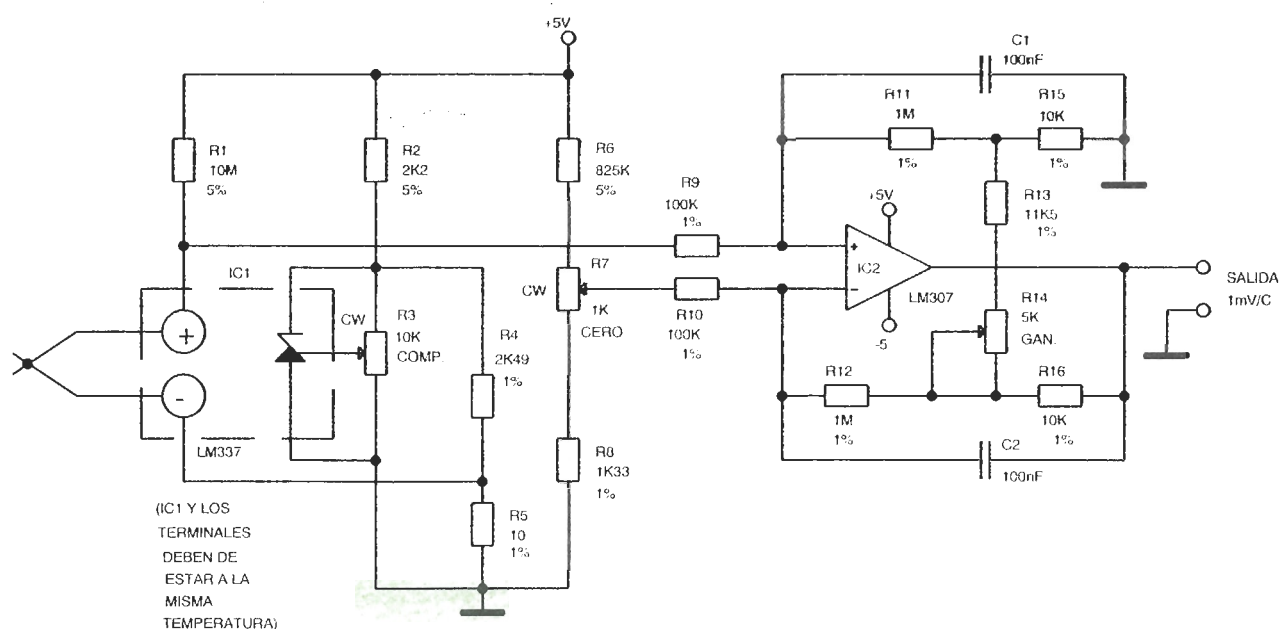 +5V
C1
100nF
R11
1M
1%
R15
10K
1%
R1
10M
5%
R2
2K2
5%
R6
825K
5%
R9
100K
1%
+5V
R13
11K5
1%
IC1
CW
R3
10K
COMP.
R4
2K49
1%
CW
R7
1K
CERO
R10
100K
1%
+
IC2
−
LM307
-5
R14
5K
GAN.
SALIDA
1mV/C
+
-
LM337
R12
1M
1%
R16
10K
1%
C2
100nF
R8
1K33
1%
R5
10
1%
(IC1 Y LOS
TERMINALES
DEBEN DE
ESTAR A LA
MISMA
TEMPERATURA)